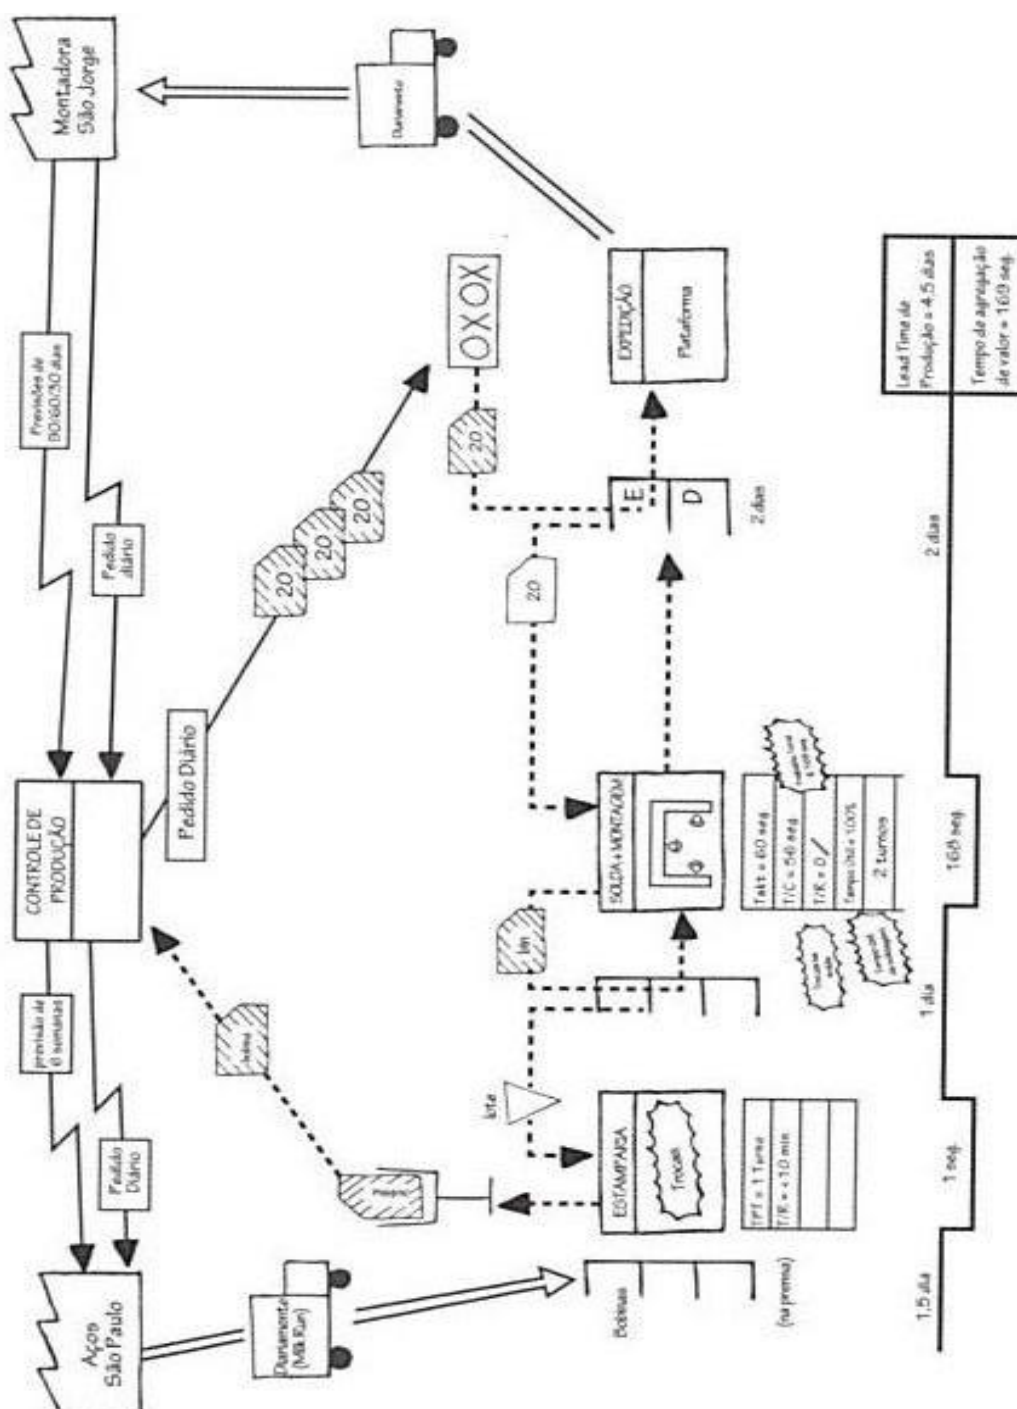 Aços
São Paulo
previsão de
6 semanas
Pedido
Diário
CONTROLE DE
PRODUÇÃO
Previsões de
90/60/30 dias
Pedido
diário
Montadora
São Jorge
Diariamente
(Milk Run)
Pedido Diário
20
20
20
OXOX
20
Diariamente
lote
bin
20
Bobinas
(na prensa)
ESTAMPARIA
Trocas
TPT = 1 Turno
T/R = <10 min
SOLDA + MONTAGEM
Takt = 60 seg
T/C = 56 seg
T/R = 0
Tempo Útil = 100%
2 turnos
E
D
2 dias
EXPEDIÇÃO
Plataforma
1,5 dia
1 seg.
1 dia
168 seg.
2 dias
Lead Time de
Produção = 4,5 dias
Tempo de agregação
de valor = 169 seg.